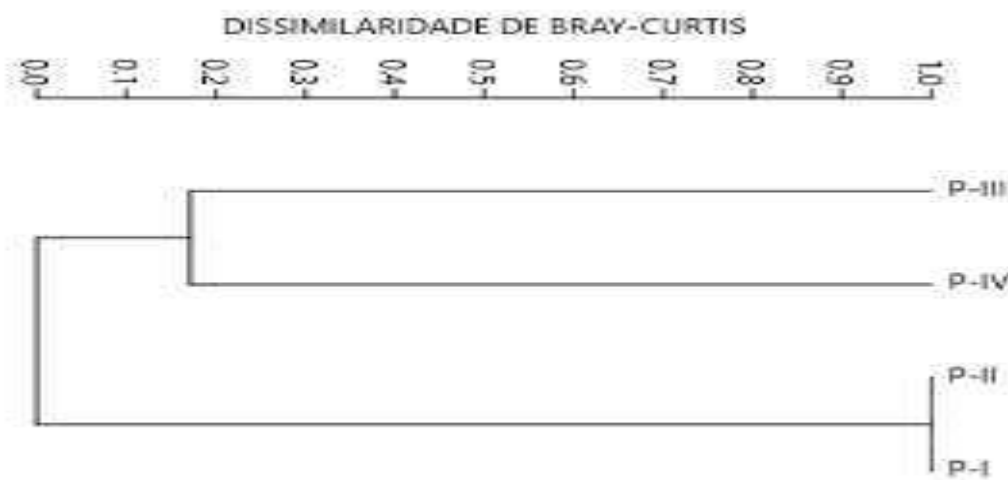 DISSIMILARIDADE DE BRAY-CURTIS
0.0 0.1 0.2 0.3 0.4 0.5 0.6 0.7 0.8 0.9 1.0
P-III
P-IV
P-II
P-I